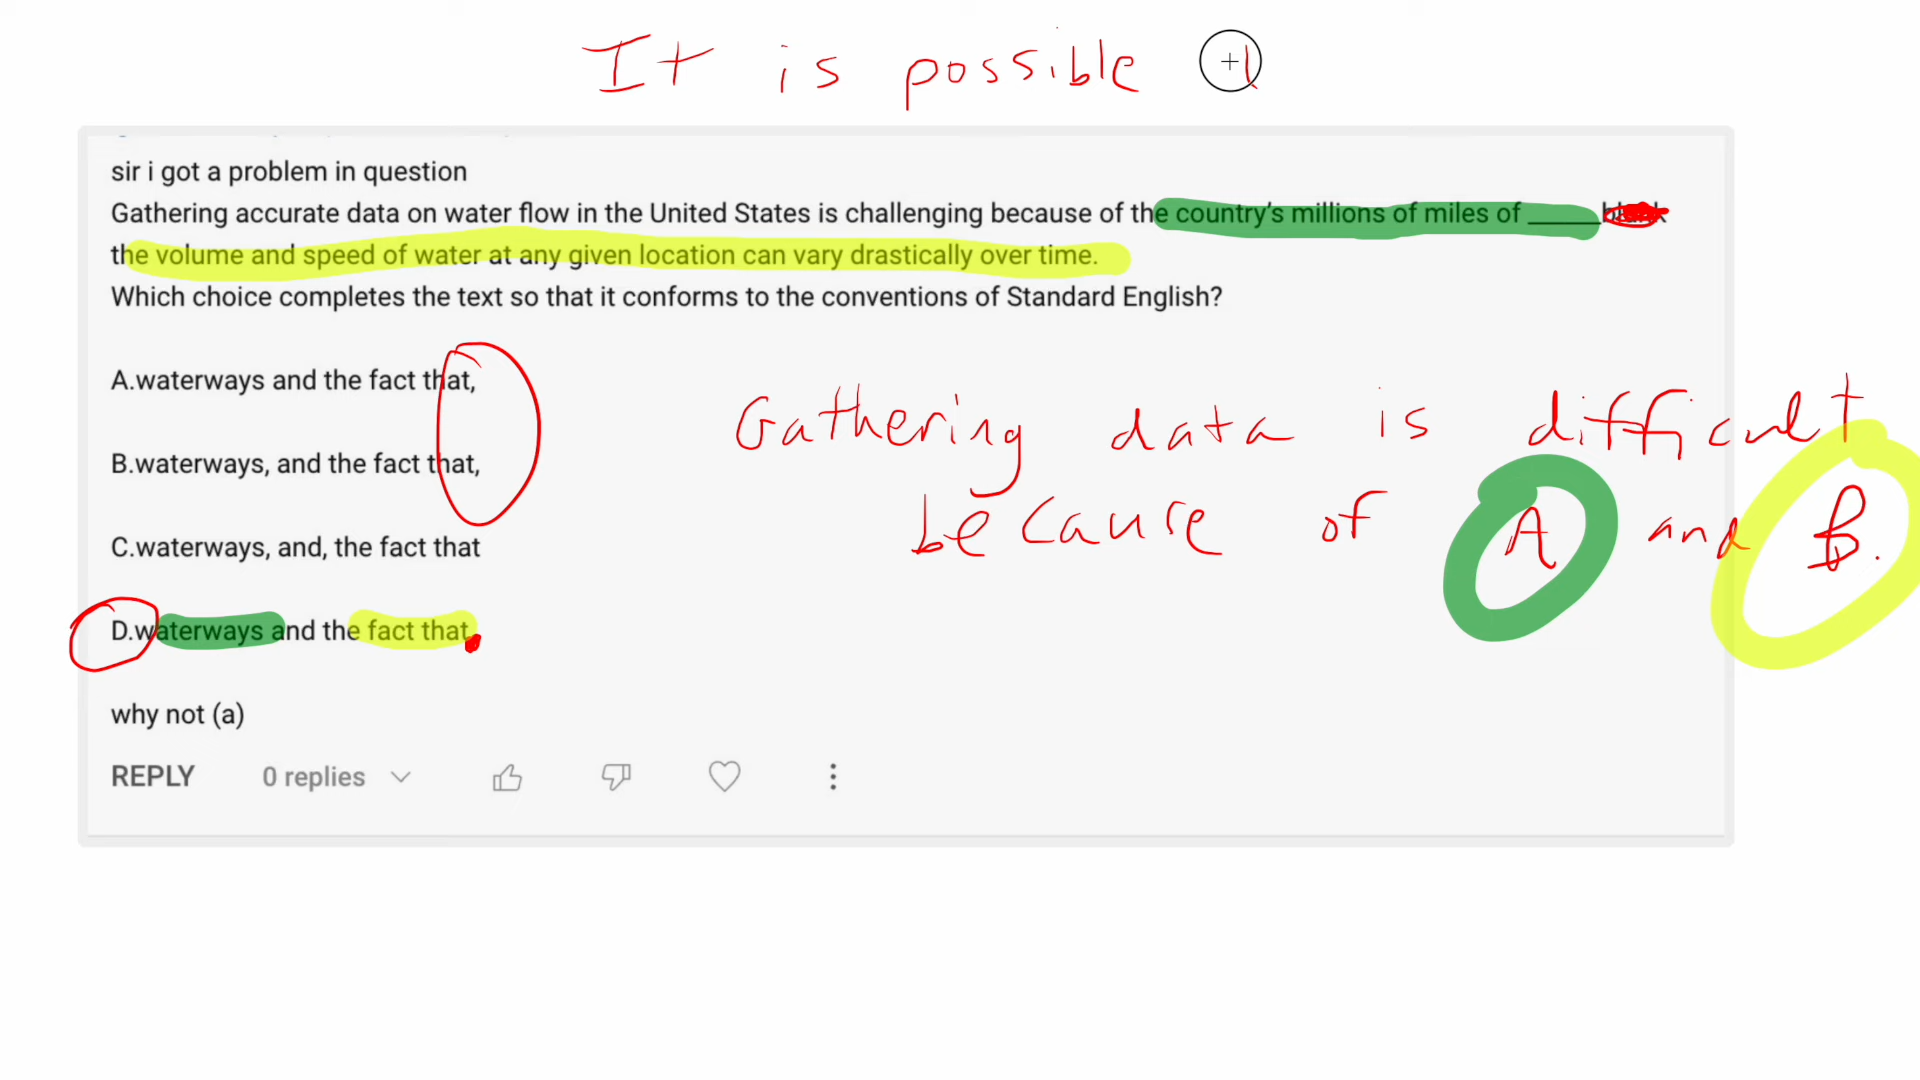 It is possible
sir i got a problem in question
Gathering accurate data on water flow in the United States is challenging because of the country's millions of miles of _____
the volume and speed of water at any given location can vary drastically over time.
Which choice completes the text so that it conforms to the conventions of Standard English?
A.waterways and the fact that,
B.waterways, and the fact that,
C.waterways, and, the fact that
D.waterways and the fact that
Gathering data is difficult
because of A and B.
why not (a)
REPLY 0 replies